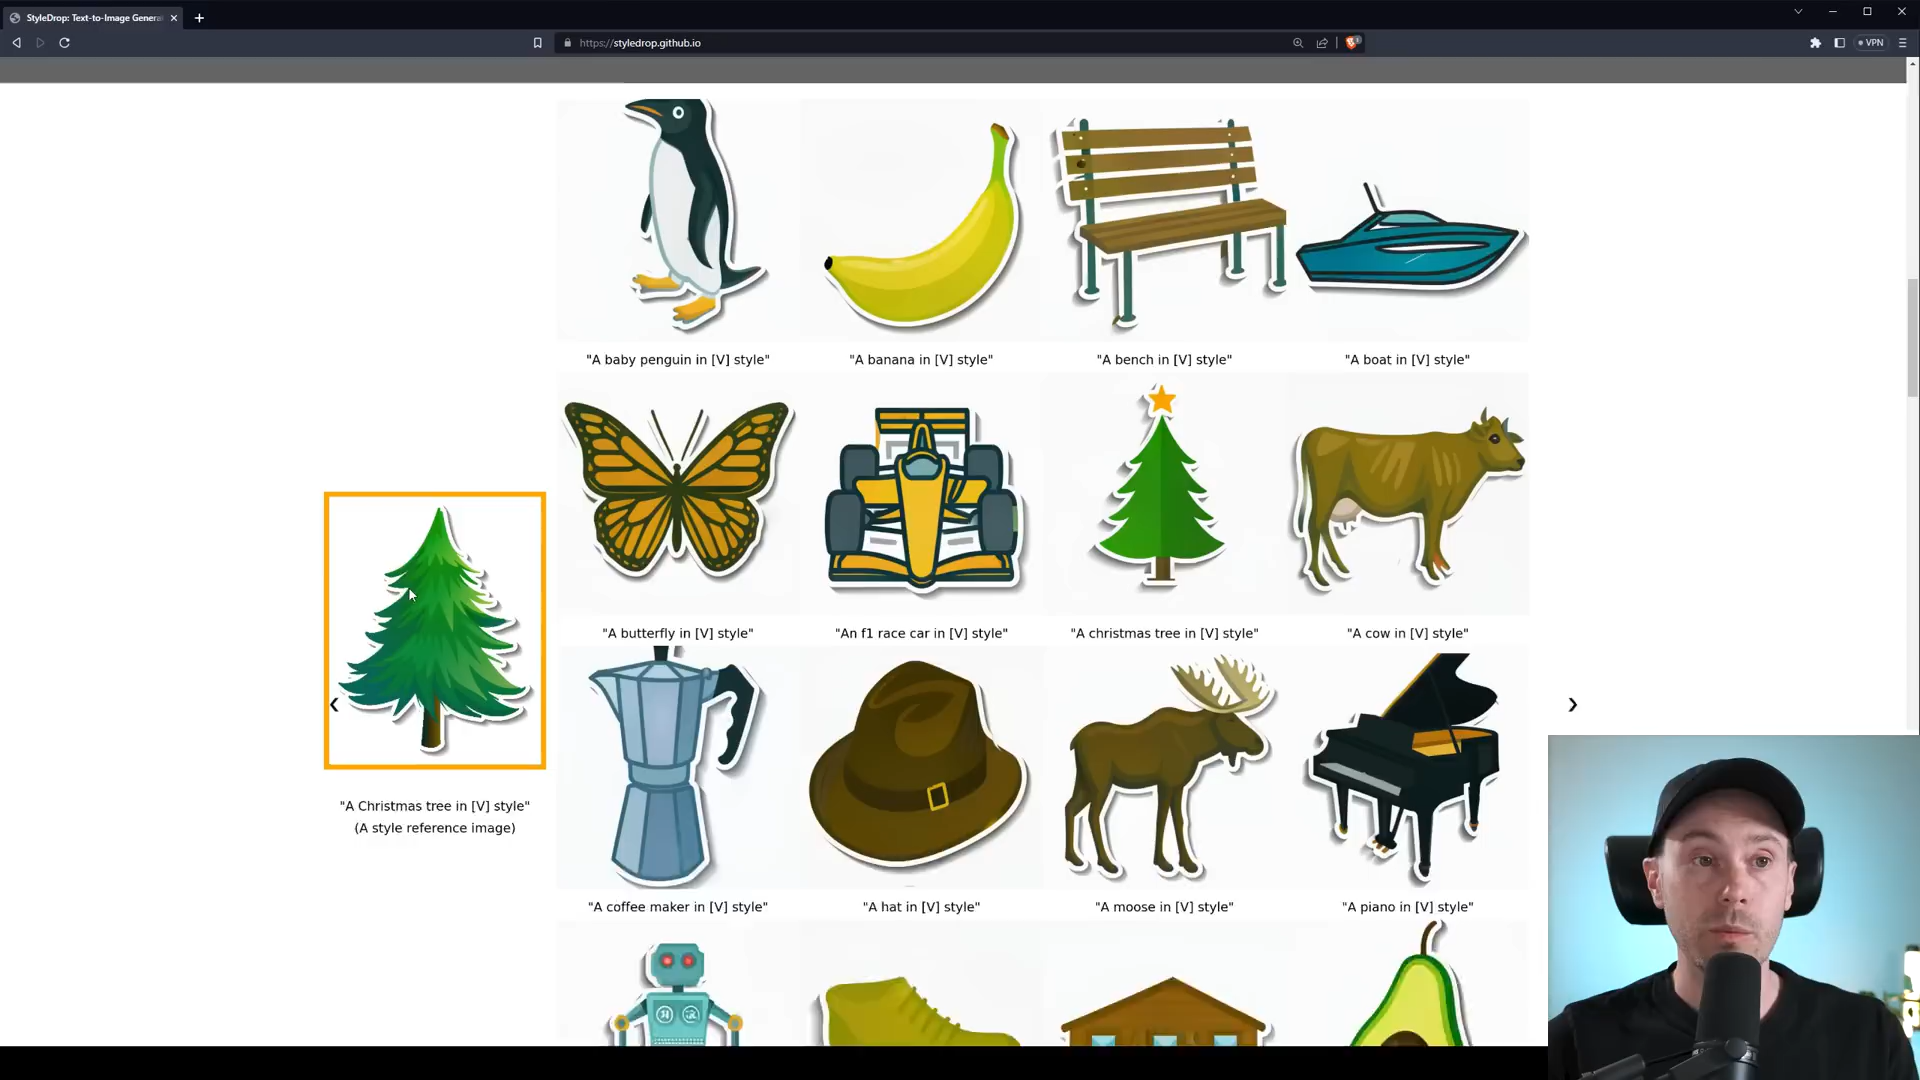 StyleDrop: Text-to-Image Genera
https://styledrop.github.io
VPN
"A baby penguin in [V] style"
"A banana in [V] style"
"A bench in [V] style"
"A boat in [V] style"
"A butterfly in [V] style"
"An f1 race car in [V] style"
"A christmas tree in [V] style"
"A cow in [V] style"
"A Christmas tree in [V] style"
(A style reference image)
"A coffee maker in [V] style"
"A hat in [V] style"
"A moose in [V] style"
"A piano in [V] style"